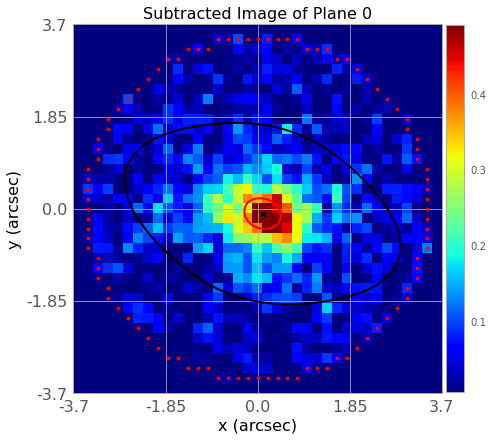 Subtracted Image of Plane 0
3.7
1.85
0.0
-1.85
-3.7
y (arcsec)
-3.7 -1.85 0.0 1.85 3.7
x (arcsec)
0.4
0.3
0.2
0.1